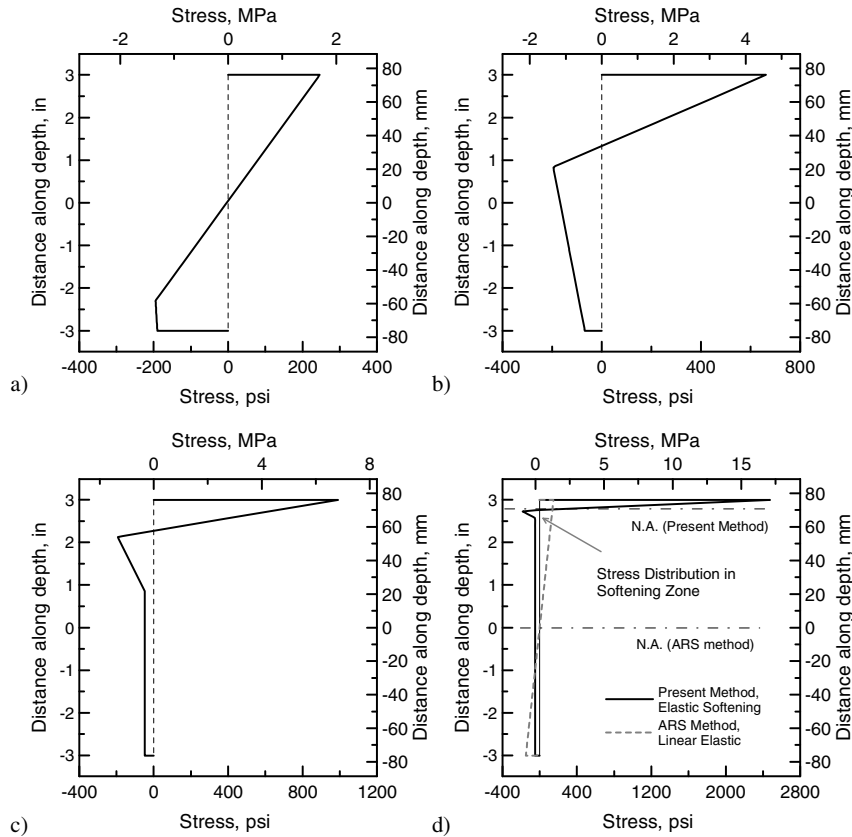 Stress, MPa
-2 0 2
3 2 1 0 -1 -2 -3
Distance along depth, in
80 60 40 20 0 -20 -40 -60 -80
Distance along depth, mm
-400 -200 0 200 400
Stress, psi
a)
Stress, MPa
-2 0 2 4
3 2 1 0 -1 -2 -3
Distance along depth, in
80 60 40 20 0 -20 -40 -60 -80
Distance along depth, mm
-400 0 400 800
Stress, psi
b)
Stress, MPa
0 4 8
3 2 1 0 -1 -2 -3
Distance along depth, in
80 60 40 20 0 -20 -40 -60 -80
Distance along depth, mm
-400 0 400 800 1200
Stress, psi
c)
Stress, MPa
0 5 10 15
3 2 1 0 -1 -2 -3
Distance along depth, in
80 60 40 20 0 -20 -40 -60 -80
Distance along depth, mm
N.A. (Present Method)
Stress Distribution in
Softening Zone
N.A. (ARS method)
Present Method,
Elastic Softening
ARS Method,
Linear Elastic
-400 400 1200 2000 2800
Stress, psi
d)